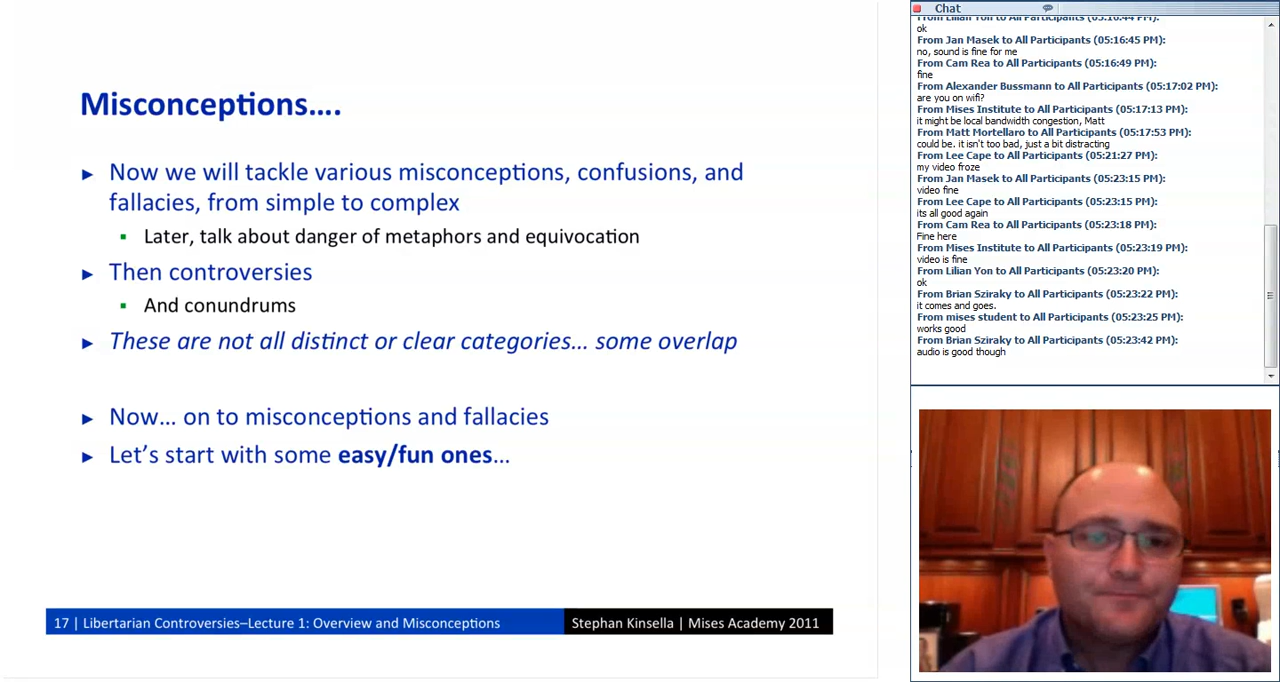 Misconceptions….
► Now we will tackle various misconceptions, confusions, and
fallacies, from simple to complex
▪ Later, talk about danger of metaphors and equivocation
► Then controversies
▪ And conundrums
► These are not all distinct or clear categories… some overlap
► Now… on to misconceptions and fallacies
► Let's start with some easy/fun ones…
17 | Libertarian Controversies–Lecture 1: Overview and Misconceptions
Stephan Kinsella | Mises Academy 2011
Chat
From Lilian Yon to All Participants (05:16:44 PM):
ok
From Jan Masek to All Participants (05:16:45 PM):
no, sound is fine for me
From Cam Rea to All Participants (05:16:49 PM):
fine
From Alexander Bussmann to All Participants (05:17:02 PM):
are you on wifi?
From Mises Institute to All Participants (05:17:13 PM):
it might be local bandwidth congestion, Matt
From Matt Mortellaro to All Participants (05:17:53 PM):
could be. it isn't too bad, just a bit distracting
From Lee Cape to All Participants (05:21:27 PM):
my video froze
From Jan Masek to All Participants (05:23:15 PM):
video fine
From Lee Cape to All Participants (05:23:15 PM):
its all good again
From Cam Rea to All Participants (05:23:18 PM):
Fine here
From Mises Institute to All Participants (05:23:19 PM):
video is fine
From Lilian Yon to All Participants (05:23:20 PM):
ok
From Brian Sziraky to All Participants (05:23:22 PM):
it comes and goes.
From mises student to All Participants (05:23:25 PM):
works good
From Brian Sziraky to All Participants (05:23:42 PM):
audio is good though